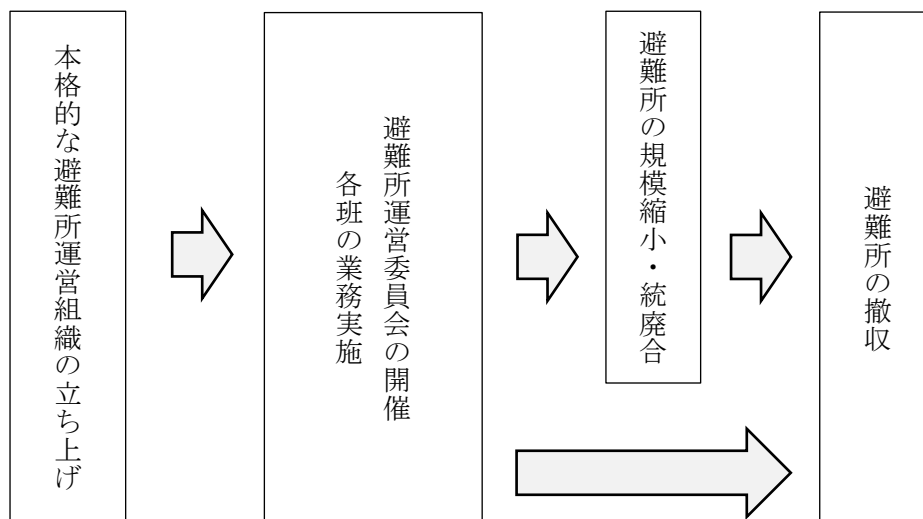 本格的な避難所運営組織の立ち上げ
避難所運営委員会の開催
各班の業務実施
避難所の規模縮小・統廃合
避難所の撤収